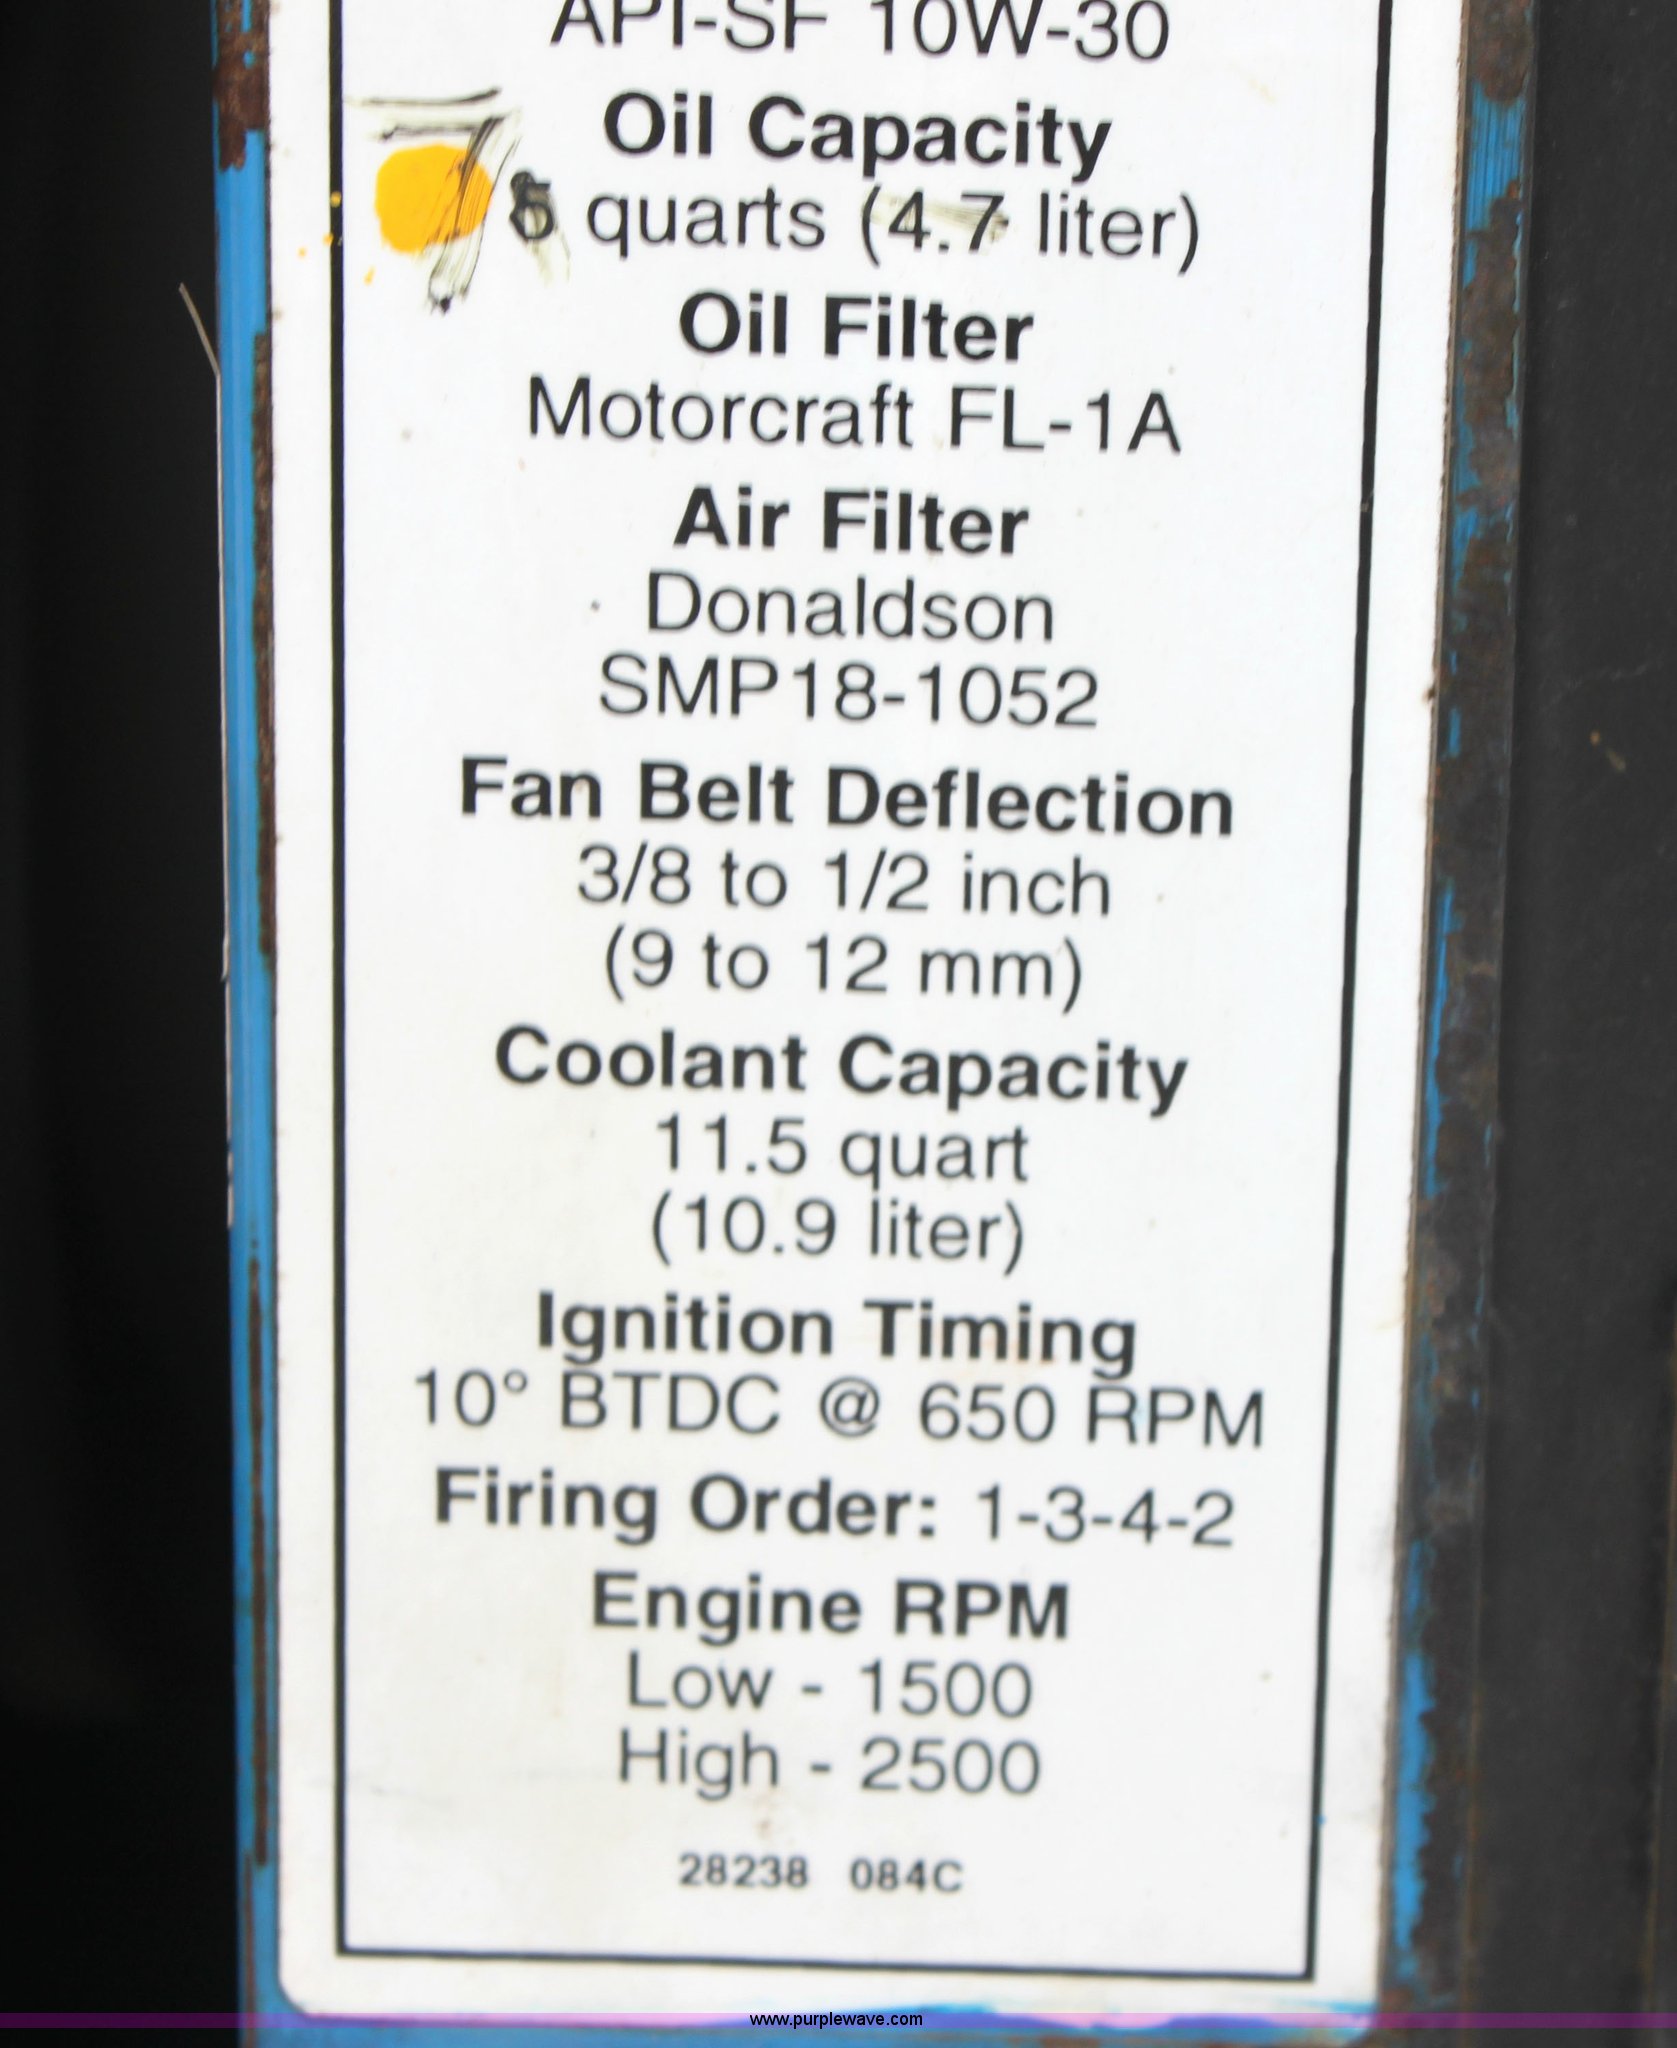 API-SF 10W-30
Oil Capacity
7 5 quarts (4.7 liter)
Oil Filter
Motorcraft FL-1A
Air Filter
Donaldson
SMP18-1052
Fan Belt Deflection
3/8 to 1/2 inch
(9 to 12 mm)
Coolant Capacity
11.5 quart
(10.9 liter)
Ignition Timing
10° BTDC @ 650 RPM
Firing Order: 1-3-4-2
Engine RPM
Low - 1500
High - 2500
28238 084C
www.purplewave.com